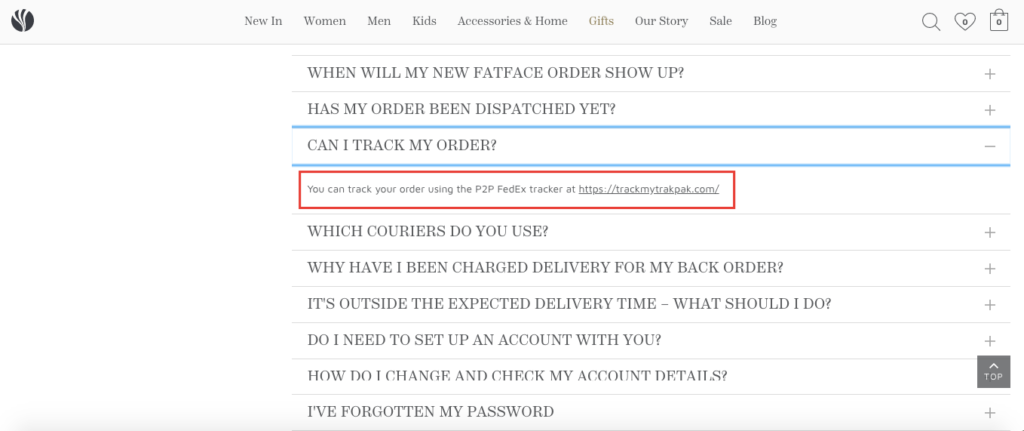 New In Women Men Kids Accessories & Home Gifts Our Story Sale Blog 0 0
WHEN WILL MY NEW FATFACE ORDER SHOW UP?
HAS MY ORDER BEEN DISPATCHED YET?
CAN I TRACK MY ORDER?
You can track your order using the P2P FedEx tracker at https://trackmytrakpak.com/
WHICH COURIERS DO YOU USE?
WHY HAVE I BEEN CHARGED DELIVERY FOR MY BACK ORDER?
IT'S OUTSIDE THE EXPECTED DELIVERY TIME – WHAT SHOULD I DO?
DO I NEED TO SET UP AN ACCOUNT WITH YOU?
HOW DO I CHANGE AND CHECK MY ACCOUNT DETAILS?
TOP
I'VE FORGOTTEN MY PASSWORD